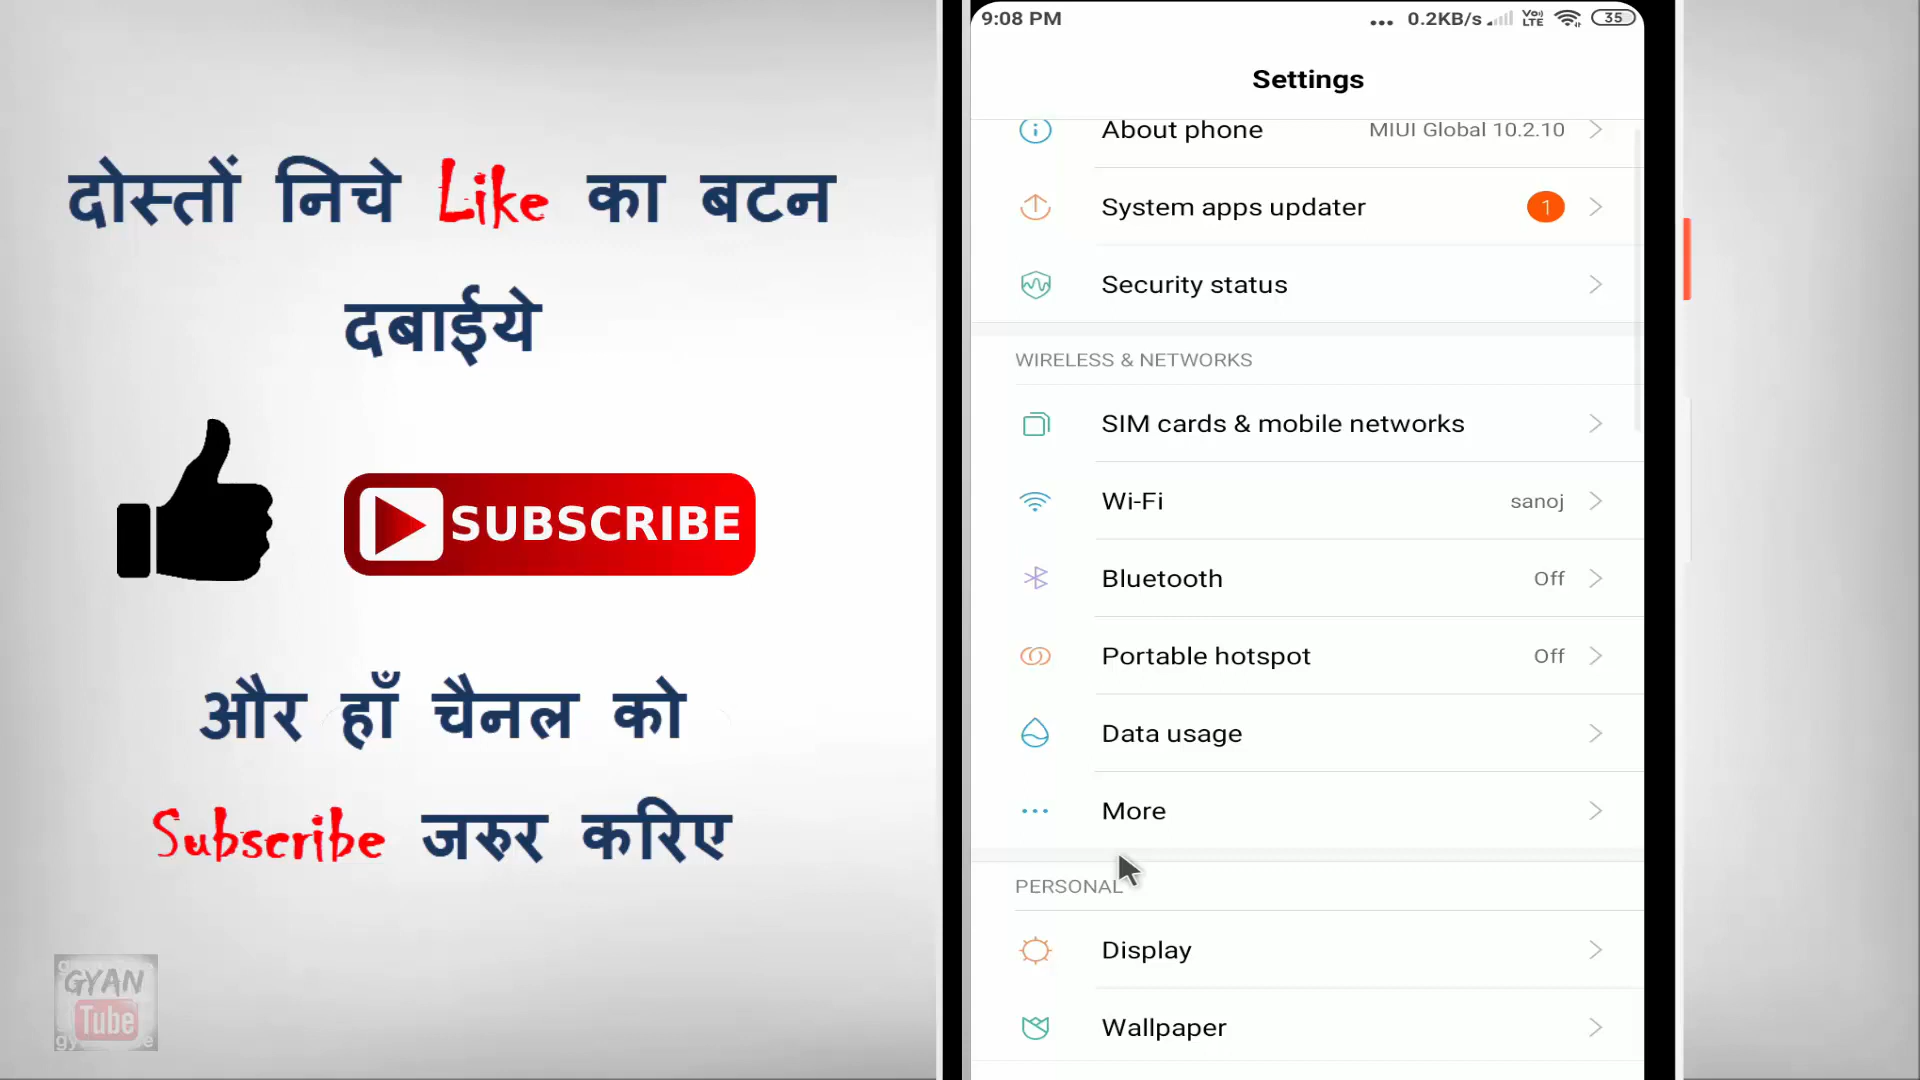 दोस्तों निचे Like का बटन
दबाईये
SUBSCRIBE
और हाँ चैनल को
Subscribe जरुर करिए
GYAN
Tube
9:08 PM ... 0.2KB/s Vo) LTE 35
Settings
About phone MIUI Global 10.2.10
System apps updater 1
Security status
WIRELESS & NETWORKS
SIM cards & mobile networks
Wi-Fi sanoj
Bluetooth Off
Portable hotspot Off
Data usage
More
PERSONAL
Display
Wallpaper